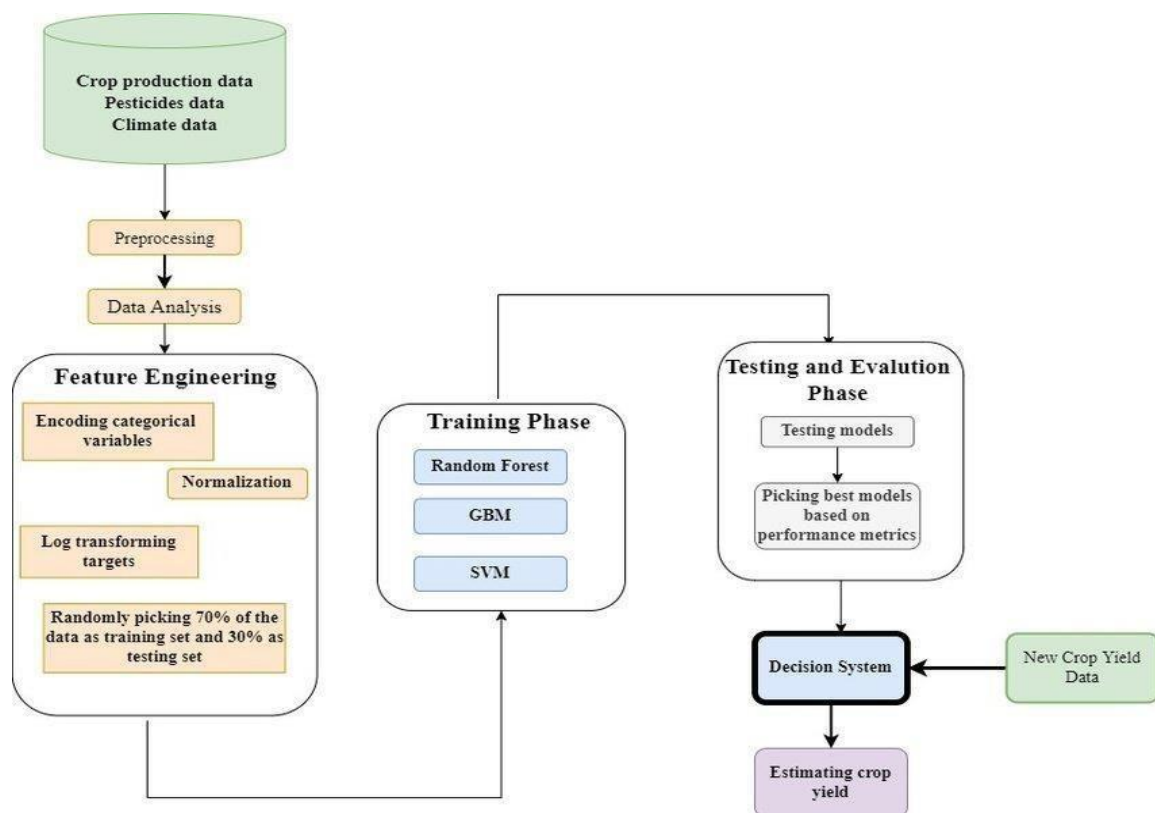 Crop production data
Pesticides data
Climate data
Preprocessing
Data Analysis
Feature Engineering
Encoding categorical
variables
Normalization
Log transforming
targets
Randomly picking 70% of the
data as training set and 30% as
testing set
Training Phase
Random Forest
GBM
SVM
Testing and Evalution
Phase
Testing models
Picking best models
based on
performance metrics
Decision System
New Crop Yield
Data
Estimating crop
yield